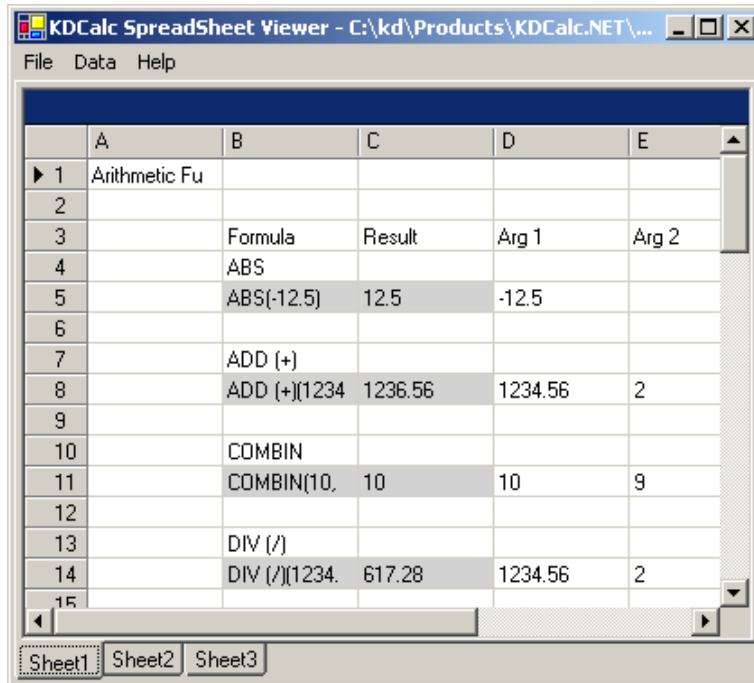 KDCalc SpreadSheet Viewer - C:\kd\Products\KDCalc.NET\...
File Data Help
A B C D E
1 Arithmetic Fu
2
3 Formula Result Arg 1 Arg 2
4 ABS
5 ABS(-12.5) 12.5 -12.5
6
7 ADD (+)
8 ADD (+)(1234 1236.56 1234.56 2
9
10 COMBIN
11 COMBIN(10, 10 10 9
12
13 DIV (/)
14 DIV (/)(1234. 617.28 1234.56 2
15
Sheet1 Sheet2 Sheet3